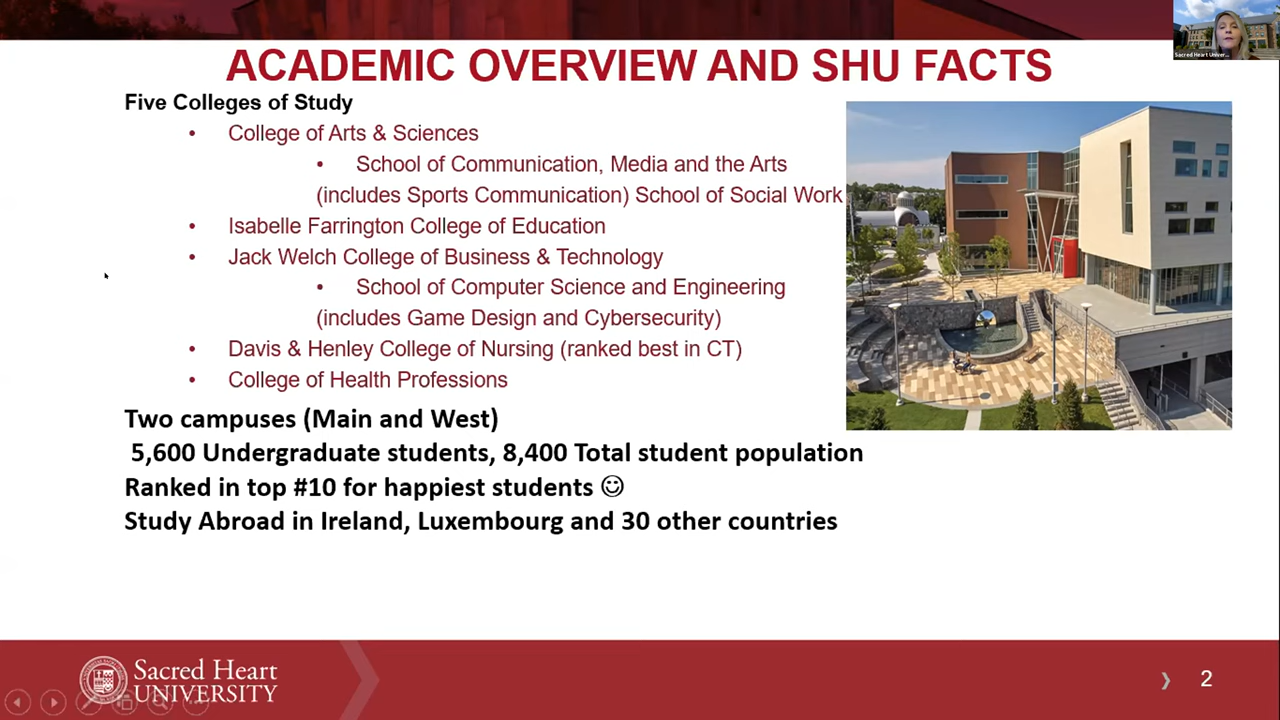 ACADEMIC OVERVIEW AND SHU FACTS
Sacred Heart Univer...
Five Colleges of Study
• College of Arts & Sciences
• School of Communication, Media and the Arts
(includes Sports Communication) School of Social Work
• Isabelle Farrington College of Education
• Jack Welch College of Business & Technology
• School of Computer Science and Engineering
(includes Game Design and Cybersecurity)
• Davis & Henley College of Nursing (ranked best in CT)
• College of Health Professions
Two campuses (Main and West)
5,600 Undergraduate students, 8,400 Total student population
Ranked in top #10 for happiest students ☺
Study Abroad in Ireland, Luxembourg and 30 other countries
Sacred Heart
UNIVERSITY
2